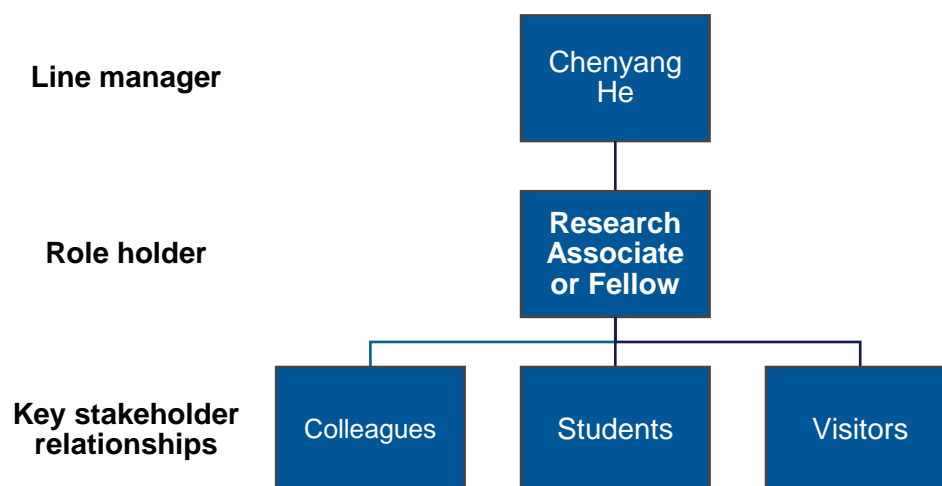 Line manager
Chenyang
He
Role holder
Research
Associate
or Fellow
Key stakeholder
relationships
Colleagues
Students
Visitors